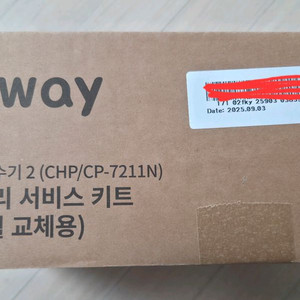 way
수기 2 (CHP/CP-7211N)
리 서비스 키트
교체용)
Date: 2025.09.03